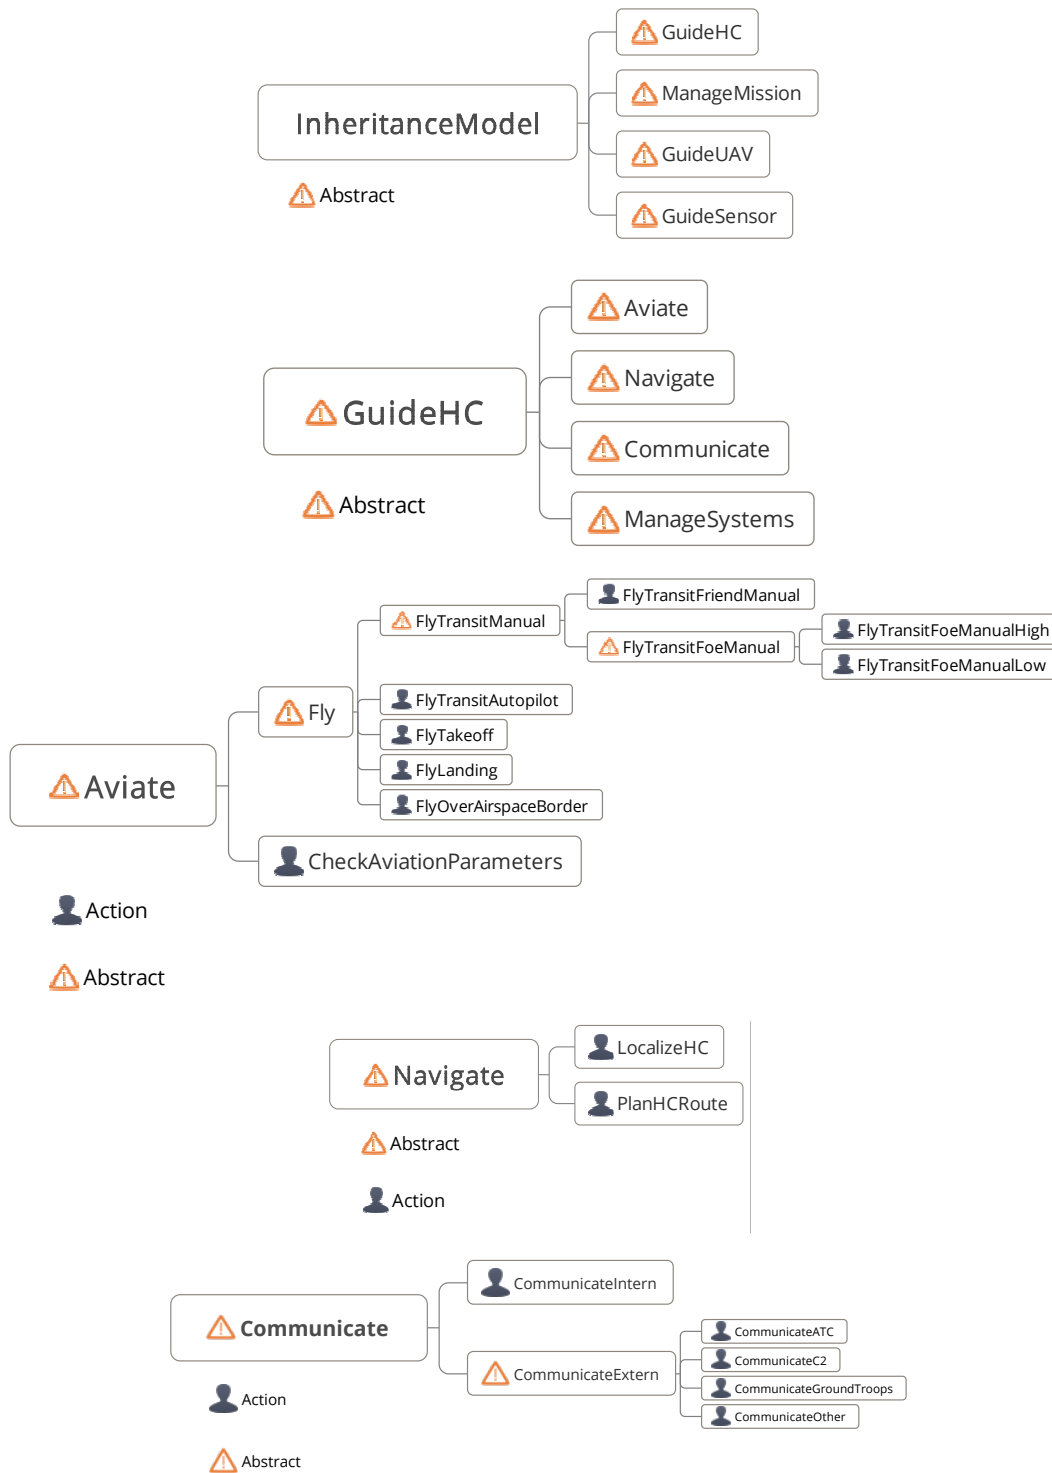 GuideHC
ManageMission
InheritanceModel
GuideUAV
Abstract
GuideSensor
Aviate
Navigate
GuideHC
Communicate
Abstract
ManageSystems
FlyTransitFriendManual
FlyTransitManual
FlyTransitFoeManualHigh
FlyTransitFoeManual
FlyTransitFoeManualLow
FlyTransitAutopilot
Fly
FlyTakeoff
FlyLanding
Aviate
FlyOverAirspaceBorder
CheckAviationParameters
Action
Abstract
LocalizeHC
Navigate
PlanHCRoute
Abstract
Action
CommunicateIntern
Communicate
CommunicateATC
CommunicateC2
CommunicateExtern
CommunicateGroundTroops
Action
CommunicateOther
Abstract